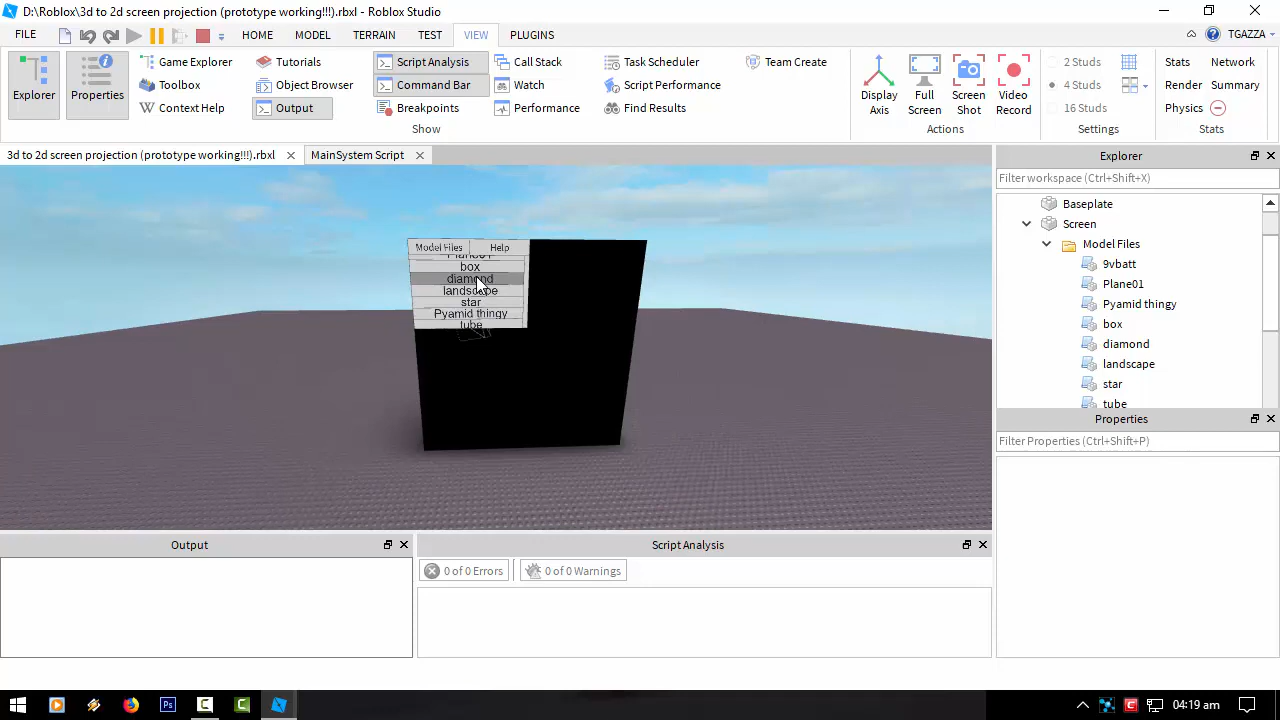 D:\Roblox\3d to 2d screen projection (prototype working!!!).rbxl - Roblox Studio
FILE HOME MODEL TERRAIN TEST VIEW PLUGINS TGAZZA
Explorer
Properties
Game Explorer
Toolbox
Context Help
Tutorials
Object Browser
Output
Script Analysis
Command Bar
Breakpoints
Call Stack
Watch
Performance
Task Scheduler
Script Performance
Find Results
Team Create
Show
Display Axis
Full Screen
Screen Shot
Video Record
Actions
2 Studs
4 Studs
16 Studs
Settings
Stats Network
Render Summary
Physics
Stats
3d to 2d screen projection (prototype working!!!).rbxl MainSystem Script
Model Files Help
box
diamond
landscape
star
Pyamid thingy
tube
Explorer
Filter workspace (Ctrl+Shift+X)
Baseplate
Screen
Model Files
9vbatt
Plane01
Pyamid thingy
box
diamond
landscape
star
tube
Properties
Filter Properties (Ctrl+Shift+P)
Output
Script Analysis
0 of 0 Errors 0 of 0 Warnings
Ps
04:19 am